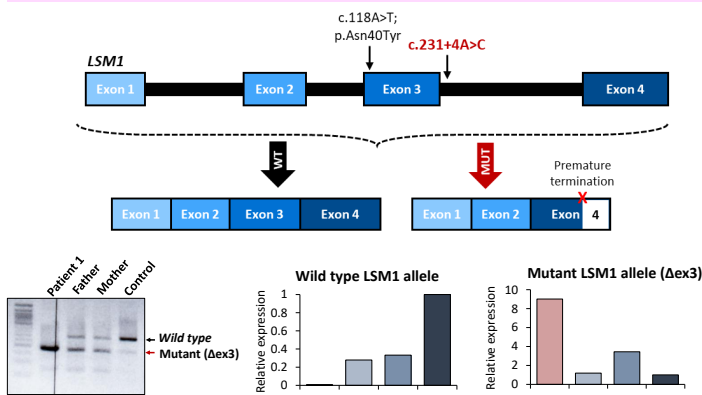 c.118A>T;
p.Asn40Tyr
c.231+4A>C
LSM1
Exon 1
Exon 2
Exon 3
Exon 4
WT
MUT
Premature
termination
X
Exon 1
Exon 2
Exon 3
Exon 4
Exon 1
Exon 2
Exon 4
Patient 1
Father
Mother
Control
Wild type
Mutant (Δex3)
Wild type LSM1 allele
Relative expression
1
0.8
0.6
0.4
0.2
0
Mutant LSM1 allele (Δex3)
Relative expression
10
8
6
4
2
0